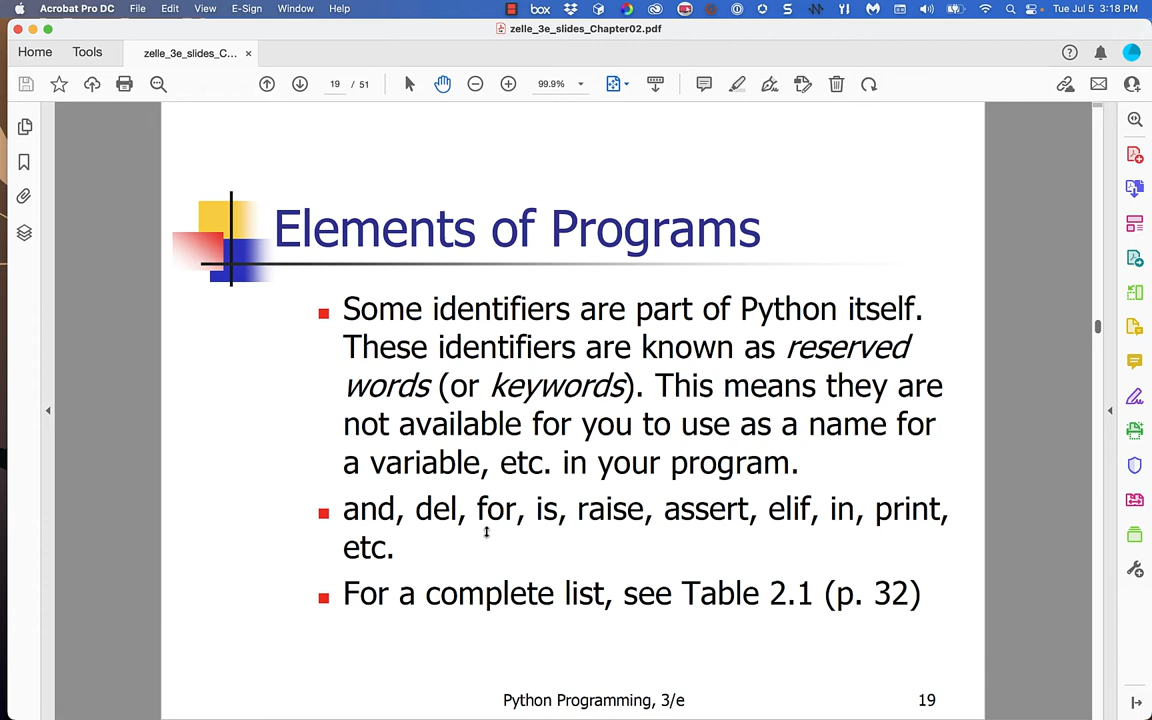 Acrobat Pro DC File Edit View E-Sign Window Help box Tue Jul 5 3:18 PM
zelle_3e_slides_Chapter02.pdf
Home Tools zelle_3e_slides_C... ×
19 / 51 99.9%
Elements of Programs
Some identifiers are part of Python itself.
These identifiers are known as reserved
words (or keywords). This means they are
not available for you to use as a name for
a variable, etc. in your program.
and, del, for, is, raise, assert, elif, in, print,
etc.
For a complete list, see Table 2.1 (p. 32)
Python Programming, 3/e 19